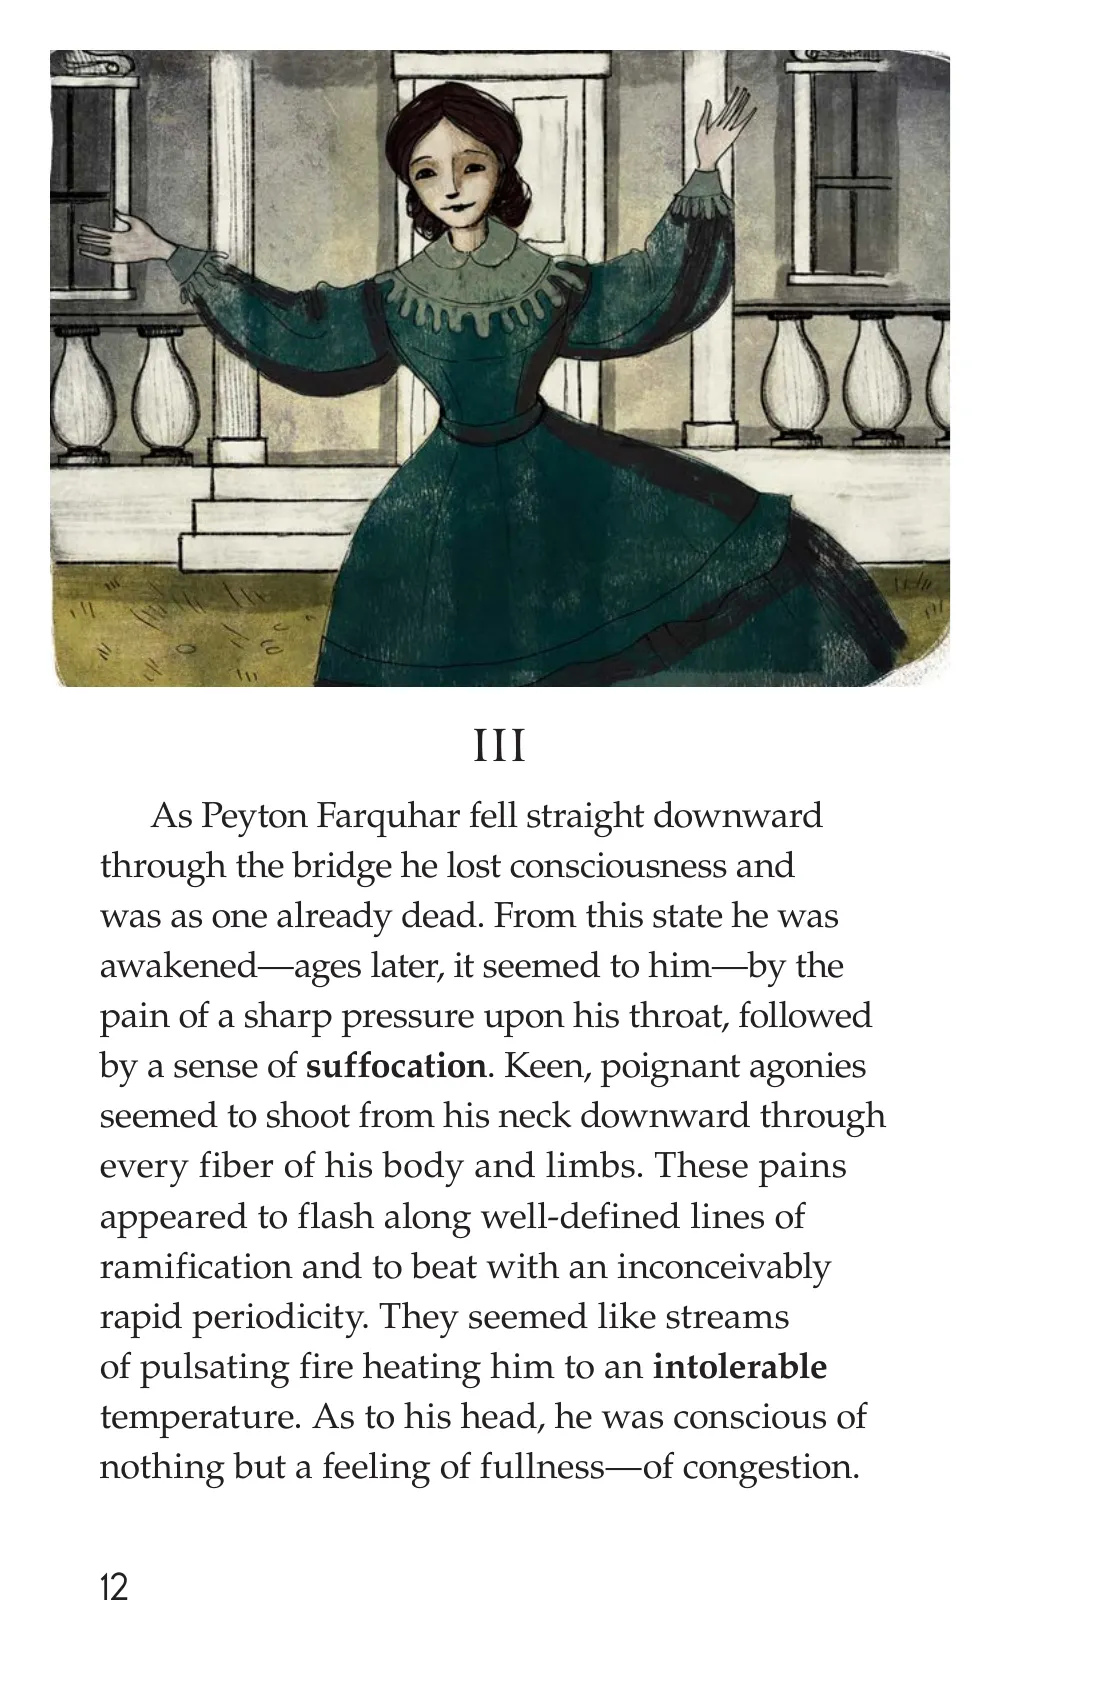 III
As Peyton Farquhar fell straight downward
through the bridge he lost consciousness and
was as one already dead. From this state he was
awakened—ages later, it seemed to him—by the
pain of a sharp pressure upon his throat, followed
by a sense of suffocation. Keen, poignant agonies
seemed to shoot from his neck downward through
every fiber of his body and limbs. These pains
appeared to flash along well-defined lines of
ramification and to beat with an inconceivably
rapid periodicity. They seemed like streams
of pulsating fire heating him to an intolerable
temperature. As to his head, he was conscious of
nothing but a feeling of fullness—of congestion.
12